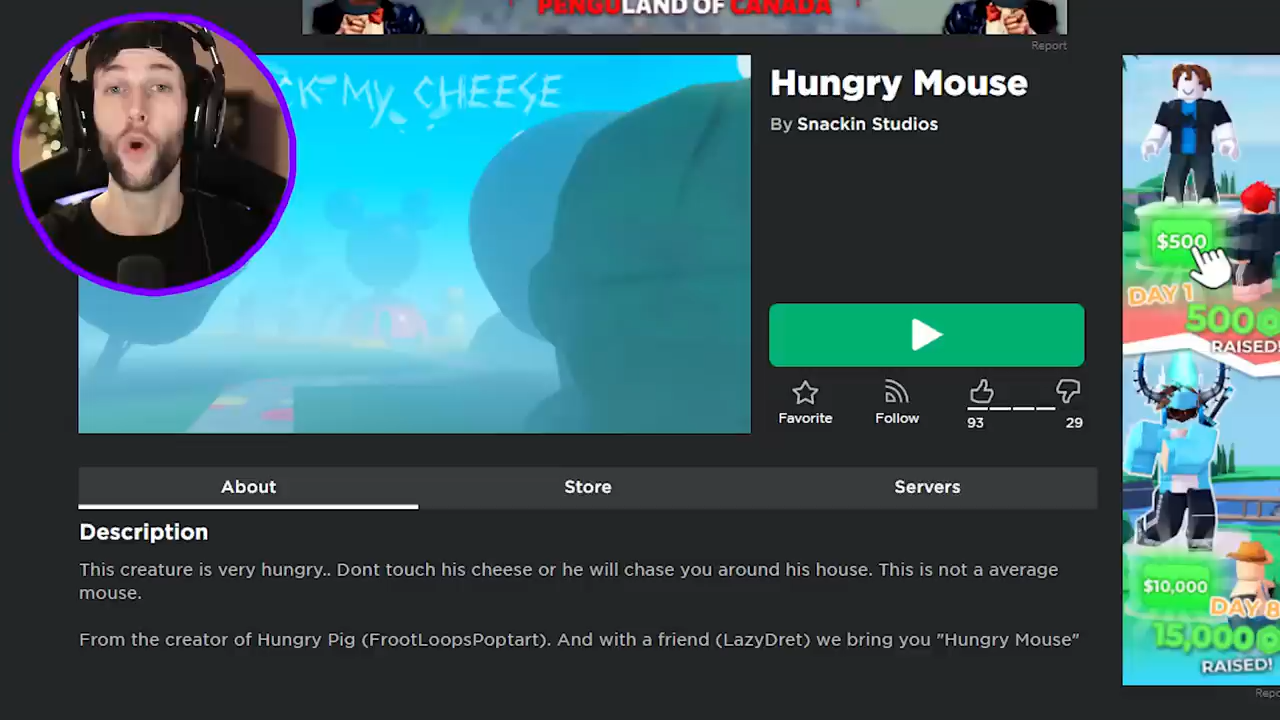 PENGULAND OF CANADA
Report
MY CHEESE
Hungry Mouse
By Snackin Studios
Favorite
Follow
93
29
About
Store
Servers
Description
This creature is very hungry.. Dont touch his cheese or he will chase you around his house. This is not a average
mouse.
From the creator of Hungry Pig (FrootLoopsPoptart). And with a friend (LazyDret) we bring you "Hungry Mouse"
$500
DAY 1
500
RAISED!
$10,000
DAY 8
15,000
RAISED!